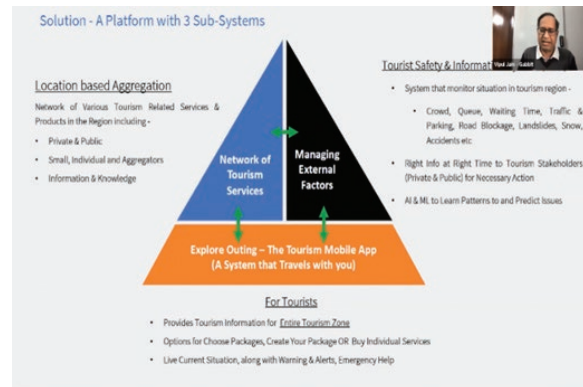 Solution - A Platform with 3 Sub-Systems
Location based Aggregation
Network of Various Tourism Related Services &
Products in the Region including -
• Private & Public
• Small, Individual and Aggregators
• Information & Knowledge
Network of
Tourism
Services
Managing
External
Factors
Explore Outing – The Tourism Mobile App
(A System that Travels with you)
Tourist Safety & Informat
• System that monitor situation in tourism region -
• Crowd, Queue, Waiting Time, Traffic &
Parking, Road Blockage, Landslides, Snow,
Accidents etc
• Right Info at Right Time to Tourism Stakeholders
(Private & Public) for Necessary Action
• AI & ML to Learn Patterns to and Predict Issues
For Tourists
• Provides Tourism Information for Entire Tourism Zone
• Options for Choose Packages, Create Your Package OR Buy Individual Services
• Live Current Situation, along with Warning & Alerts, Emergency Help